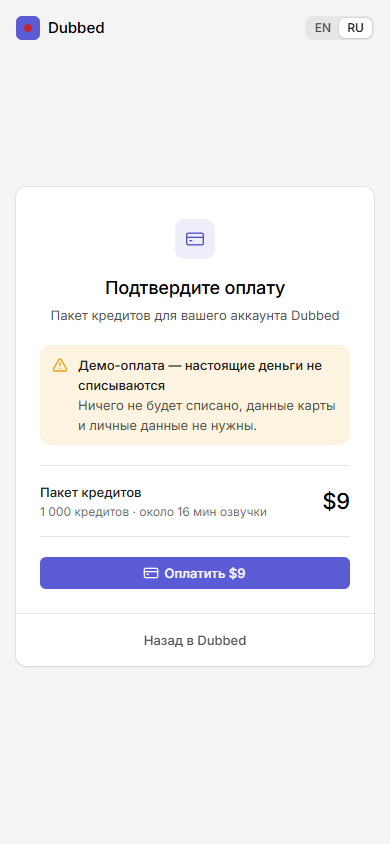 Dubbed
EN
RU
Подтвердите оплату
Пакет кредитов для вашего аккаунта Dubbed
Демо-оплата — настоящие деньги не
списываются
Ничего не будет списано, данные карты
и личные данные не нужны.
Пакет кредитов
1 000 кредитов · около 16 мин озвучки
$9
Оплатить $9
Назад в Dubbed